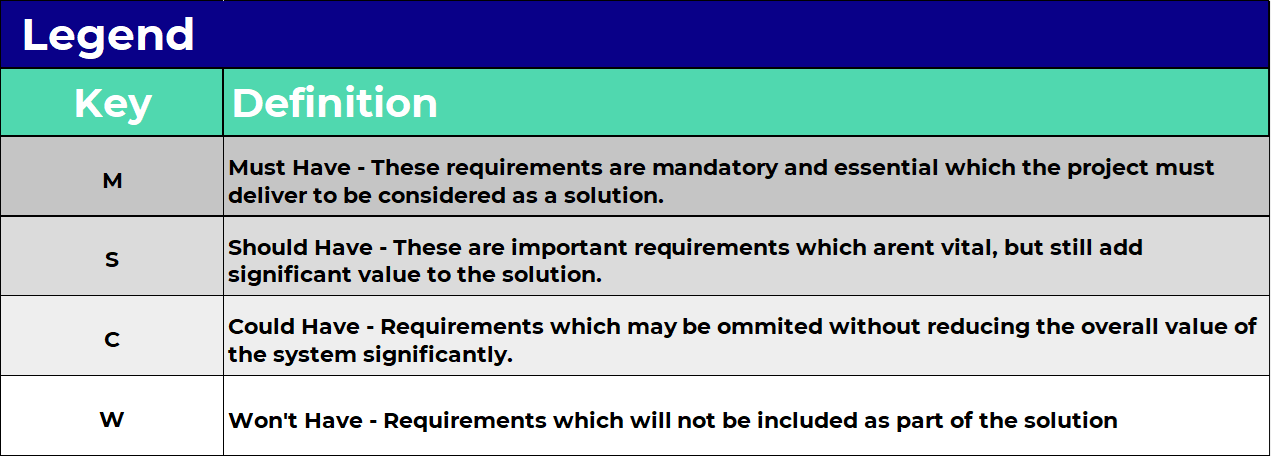 Legend
Key Definition
M Must Have - These requirements are mandatory and essential which the project must
deliver to be considered as a solution.
S Should Have - These are important requirements which arent vital, but still add
significant value to the solution.
C Could Have - Requirements which may be ommited without reducing the overall value of
the system significantly.
W Won't Have - Requirements which will not be included as part of the solution